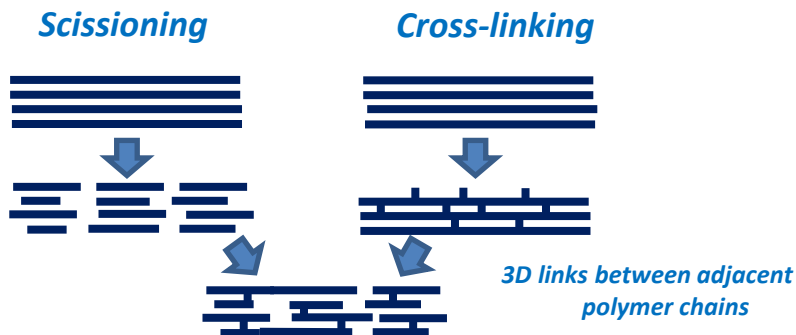 Scissioning
Cross-linking
3D links between adjacent
polymer chains